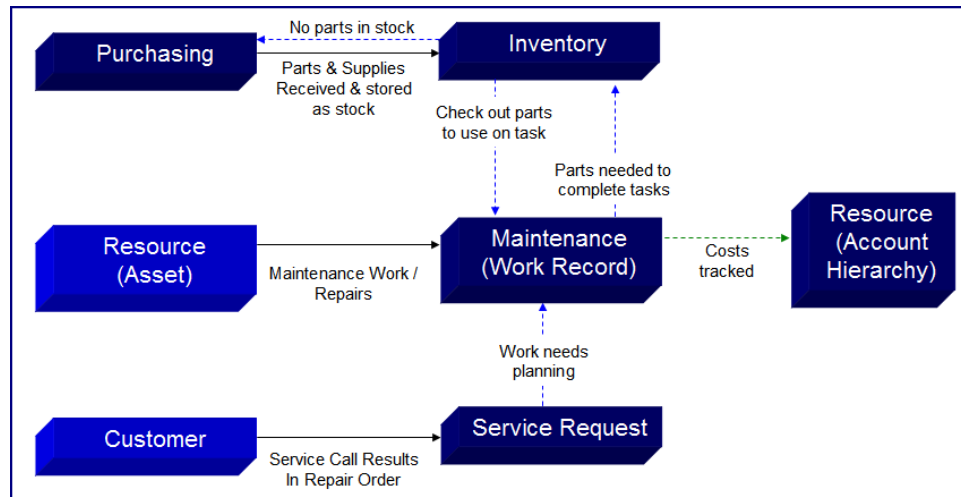 No parts in stock
Purchasing
Inventory
Parts & Supplies
Received & stored
as stock
Check out parts
to use on task
Parts needed to
complete tasks
Resource
(Asset)
Maintenance Work /
Repairs
Maintenance
(Work Record)
Costs
tracked
Resource
(Account
Hierarchy)
Work needs
planning
Customer
Service Call Results
In Repair Order
Service Request